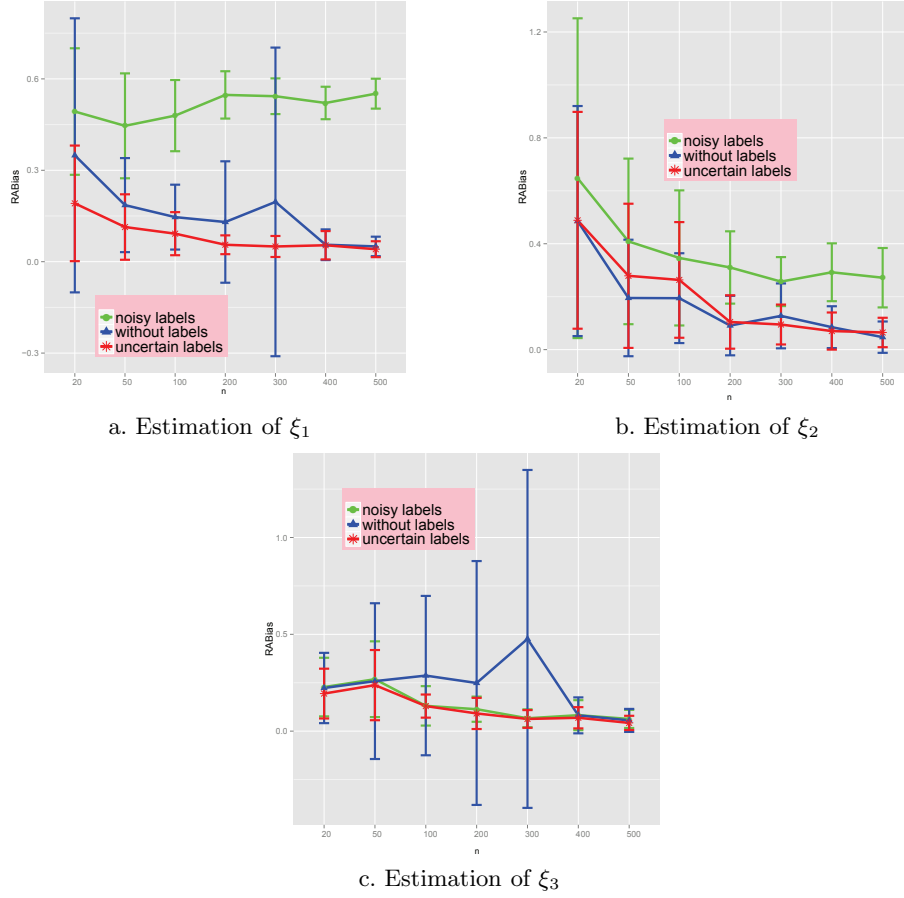 0.6
0.3
0.0
−0.3
RABias
noisy labels
without labels
uncertain labels
20 50 100 200 300 400 500
n
a. Estimation of ξ₁
1.2
0.8
0.4
0.0
RABias
noisy labels
without labels
uncertain labels
20 50 100 200 300 400 500
n
b. Estimation of ξ₂
1.0
0.5
0.0
RABias
noisy labels
without labels
uncertain labels
20 50 100 200 300 400 500
n
c. Estimation of ξ₃